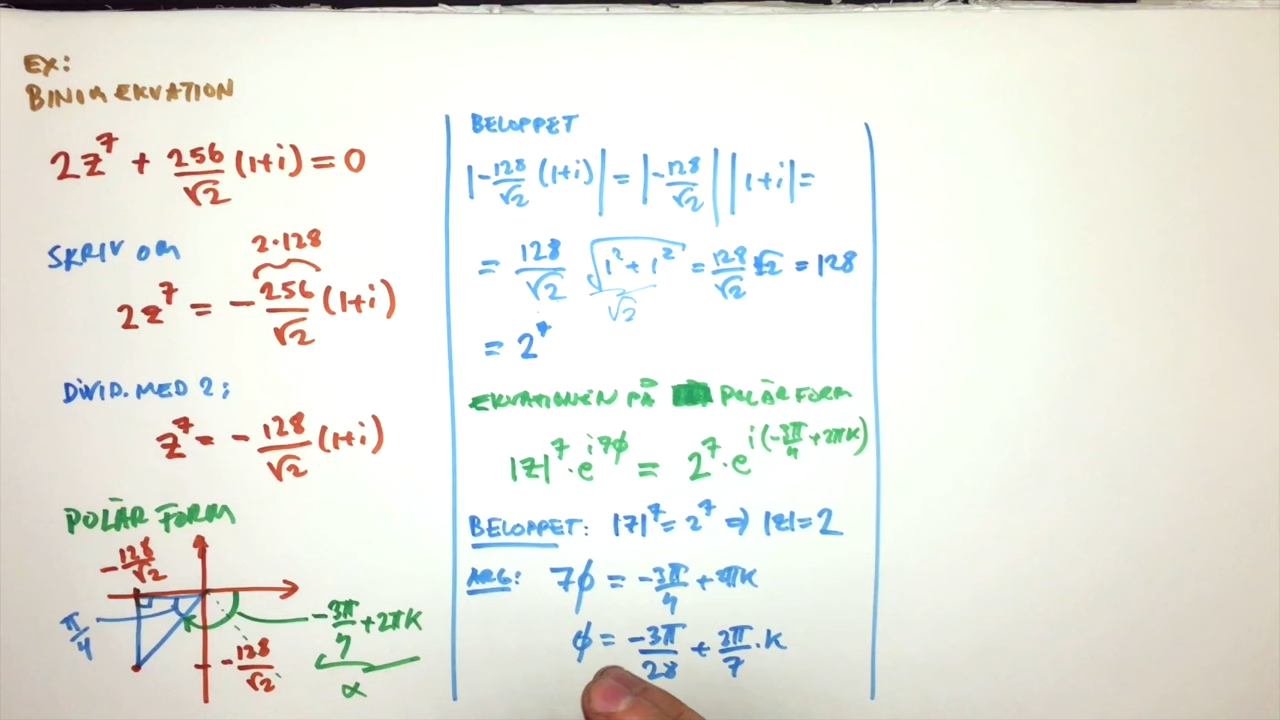 EX:
BINOM EKVATION
2z⁷ + 256/√2 (1+i) = 0
SKRIV OM
2·128
2z⁷ = -256/√2 (1+i)
DIVID. MED 2;
z⁷ = -128/√2 (1+i)
POLÄR FORM
-128/√2
π/4
-3π/4 + 2πk
-128/√2
α
BELOPPET
|-128/√2 (1+i)| = |-128/√2| |1+i| =
= 128/√2 √(1²+1²) = 128/√2 √2 = 128
√2
= 2⁷
EKVATIONEN PÅ POLÄR FORM
|z|⁷·e^(i7φ) = 2⁷·e^(i(-3π/4+2πk))
BELOPPET: |z|⁷ = 2⁷ ⇒ |z| = 2
ARG: 7φ = -3π/4 + 2πk
φ = -3π/28 + 2π/7·k